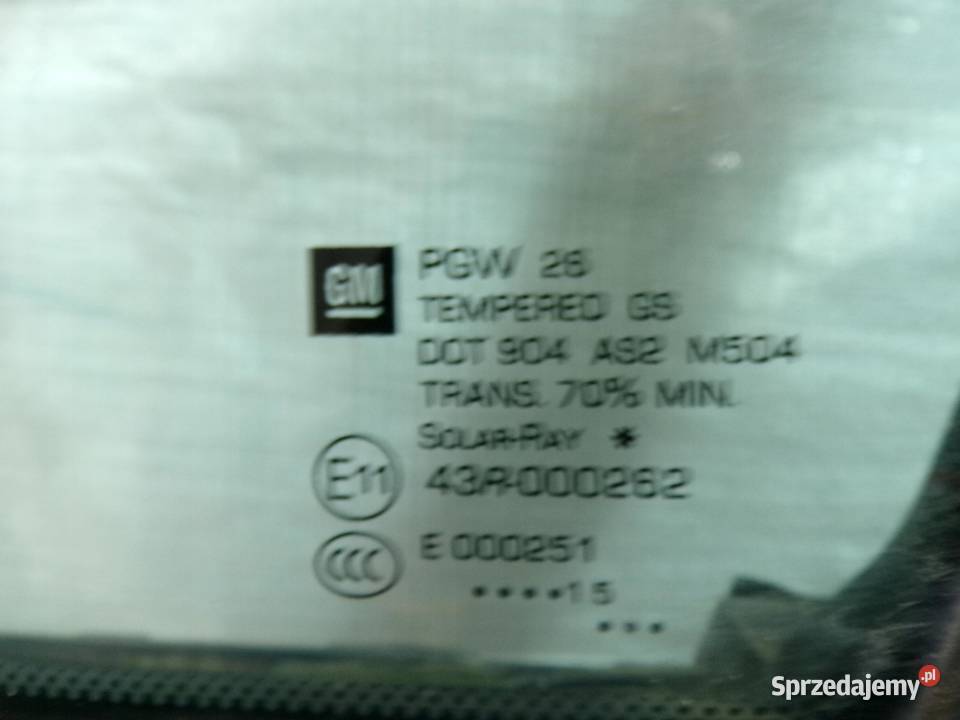 GM
PGW 26
TEMPERED GS
DOT 904 AS2 M504
TRANS. 70% MIN.
SOLAR-RAY *
E11 43R-000262
CCC E 000251
••••15
•••
Sprzedajemy.pl